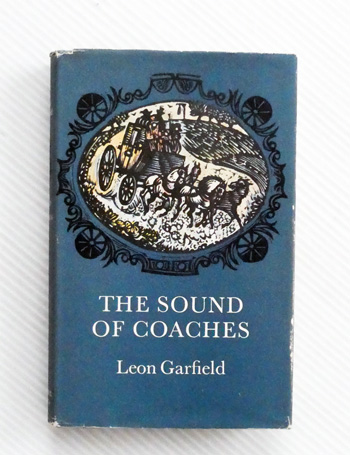 THE SOUND
OF COACHES
Leon Garfield